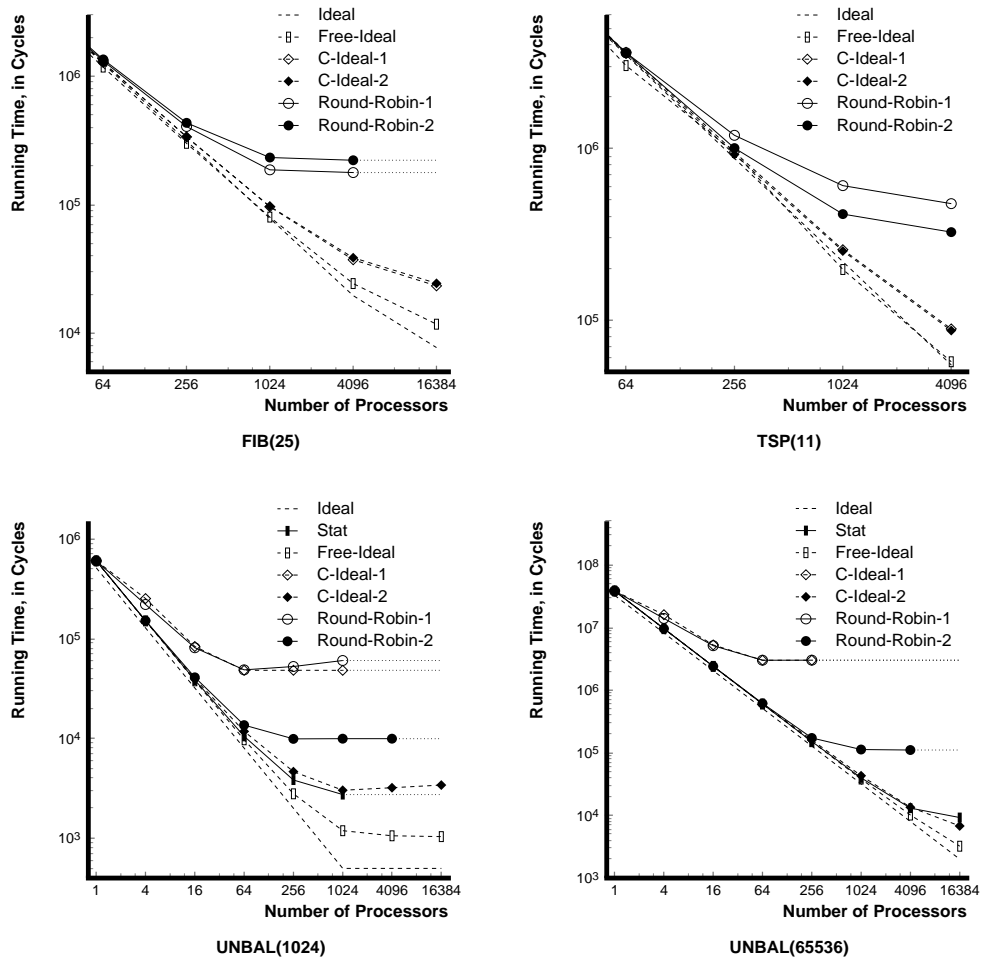 Running Time, in Cycles
10^6
10^5
10^4
64
256
1024
4096
16384
Number of Processors
Ideal
Free-Ideal
C-Ideal-1
C-Ideal-2
Round-Robin-1
Round-Robin-2
FIB(25)
Running Time, in Cycles
10^6
10^5
64
256
1024
4096
Number of Processors
Ideal
Free-Ideal
C-Ideal-1
C-Ideal-2
Round-Robin-1
Round-Robin-2
TSP(11)
Running Time, in Cycles
10^6
10^5
10^4
10^3
1
4
16
64
256
1024
4096
16384
Number of Processors
Ideal
Stat
Free-Ideal
C-Ideal-1
C-Ideal-2
Round-Robin-1
Round-Robin-2
UNBAL(1024)
Running Time, in Cycles
10^8
10^7
10^6
10^5
10^4
10^3
1
4
16
64
256
1024
4096
16384
Number of Processors
Ideal
Stat
Free-Ideal
C-Ideal-1
C-Ideal-2
Round-Robin-1
Round-Robin-2
UNBAL(65536)